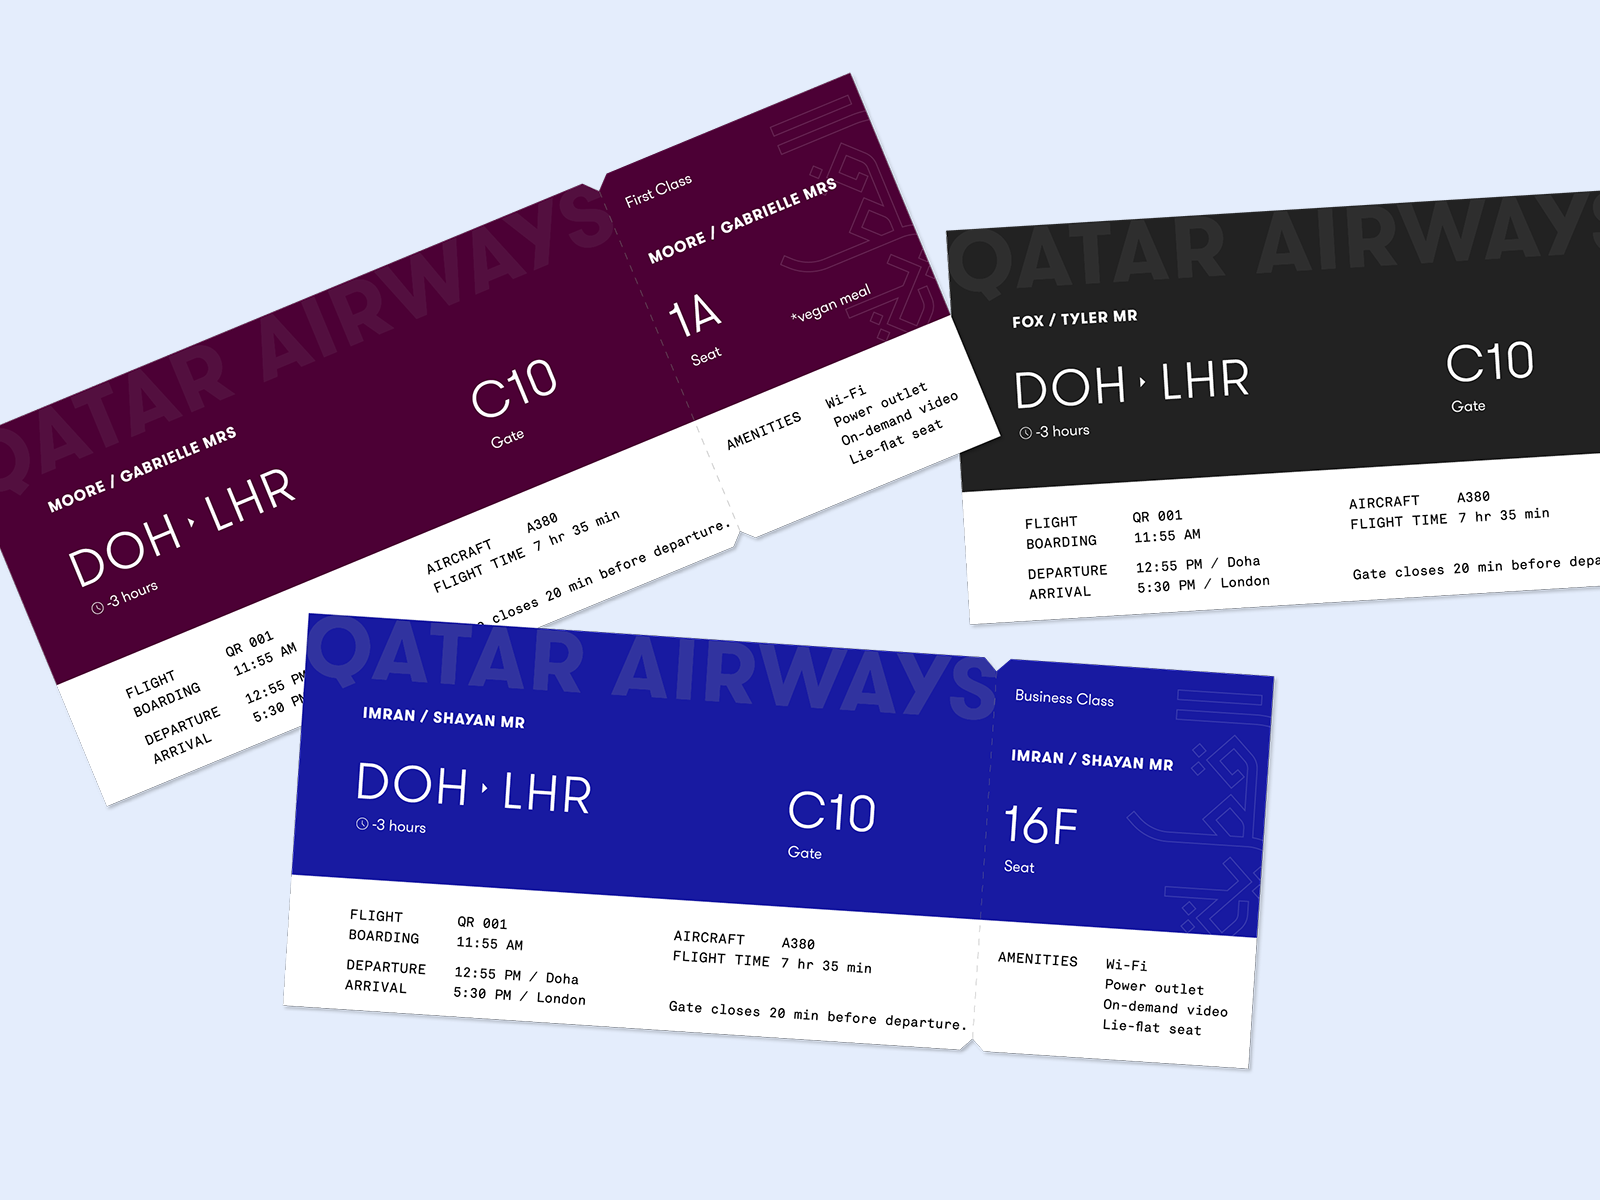 QATAR AIRWAYS
MOORE / GABRIELLE MRS
DOH LHR
-3 hours
C10
Gate
FLIGHT QR 001
BOARDING 11:55 AM
DEPARTURE 12:55 PM
ARRIVAL 5:30 PM
AIRCRAFT A380
FLIGHT TIME 7 hr 35 min
closes 20 min before departure.
First Class
MOORE / GABRIELLE MRS
1A
Seat
*vegan meal
AMENITIES Wi-Fi
Power outlet
On-demand video
Lie-flat seat
QATAR AIRWAYS
FOX / TYLER MR
DOH LHR
-3 hours
C10
Gate
FLIGHT QR 001
BOARDING 11:55 AM
DEPARTURE 12:55 PM / Doha
ARRIVAL 5:30 PM / London
AIRCRAFT A380
FLIGHT TIME 7 hr 35 min
Gate closes 20 min before depa
QATAR AIRWAYS
IMRAN / SHAYAN MR
DOH LHR
-3 hours
C10
Gate
FLIGHT QR 001
BOARDING 11:55 AM
DEPARTURE 12:55 PM / Doha
ARRIVAL 5:30 PM / London
AIRCRAFT A380
FLIGHT TIME 7 hr 35 min
Gate closes 20 min before departure.
Business Class
IMRAN / SHAYAN MR
16F
Seat
AMENITIES Wi-Fi
Power outlet
On-demand video
Lie-flat seat